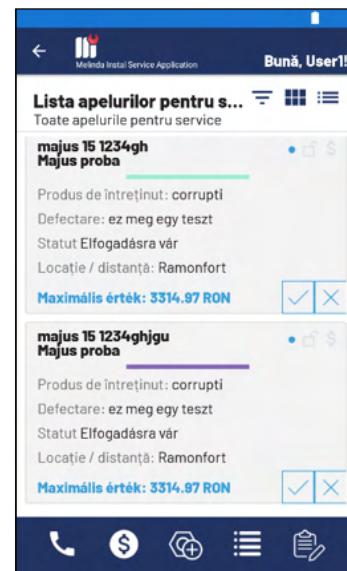 Melinda Instal Service Application
Bună, User1!
Lista apelurilor pentru s...
Toate apelurile pentru service
majus 15 1234gh
Majus proba
Produs de întreținut: corrupti
Defectare: ez meg egy teszt
Statut Elfogadásra vár
Locație / distanță: Ramonfort
Maximális érték: 3314.97 RON
majus 15 1234ghjgu
Majus proba
Produs de întreținut: corrupti
Defectare: ez meg egy teszt
Statut Elfogadásra vár
Locație / distanță: Ramonfort
Maximális érték: 3314.97 RON